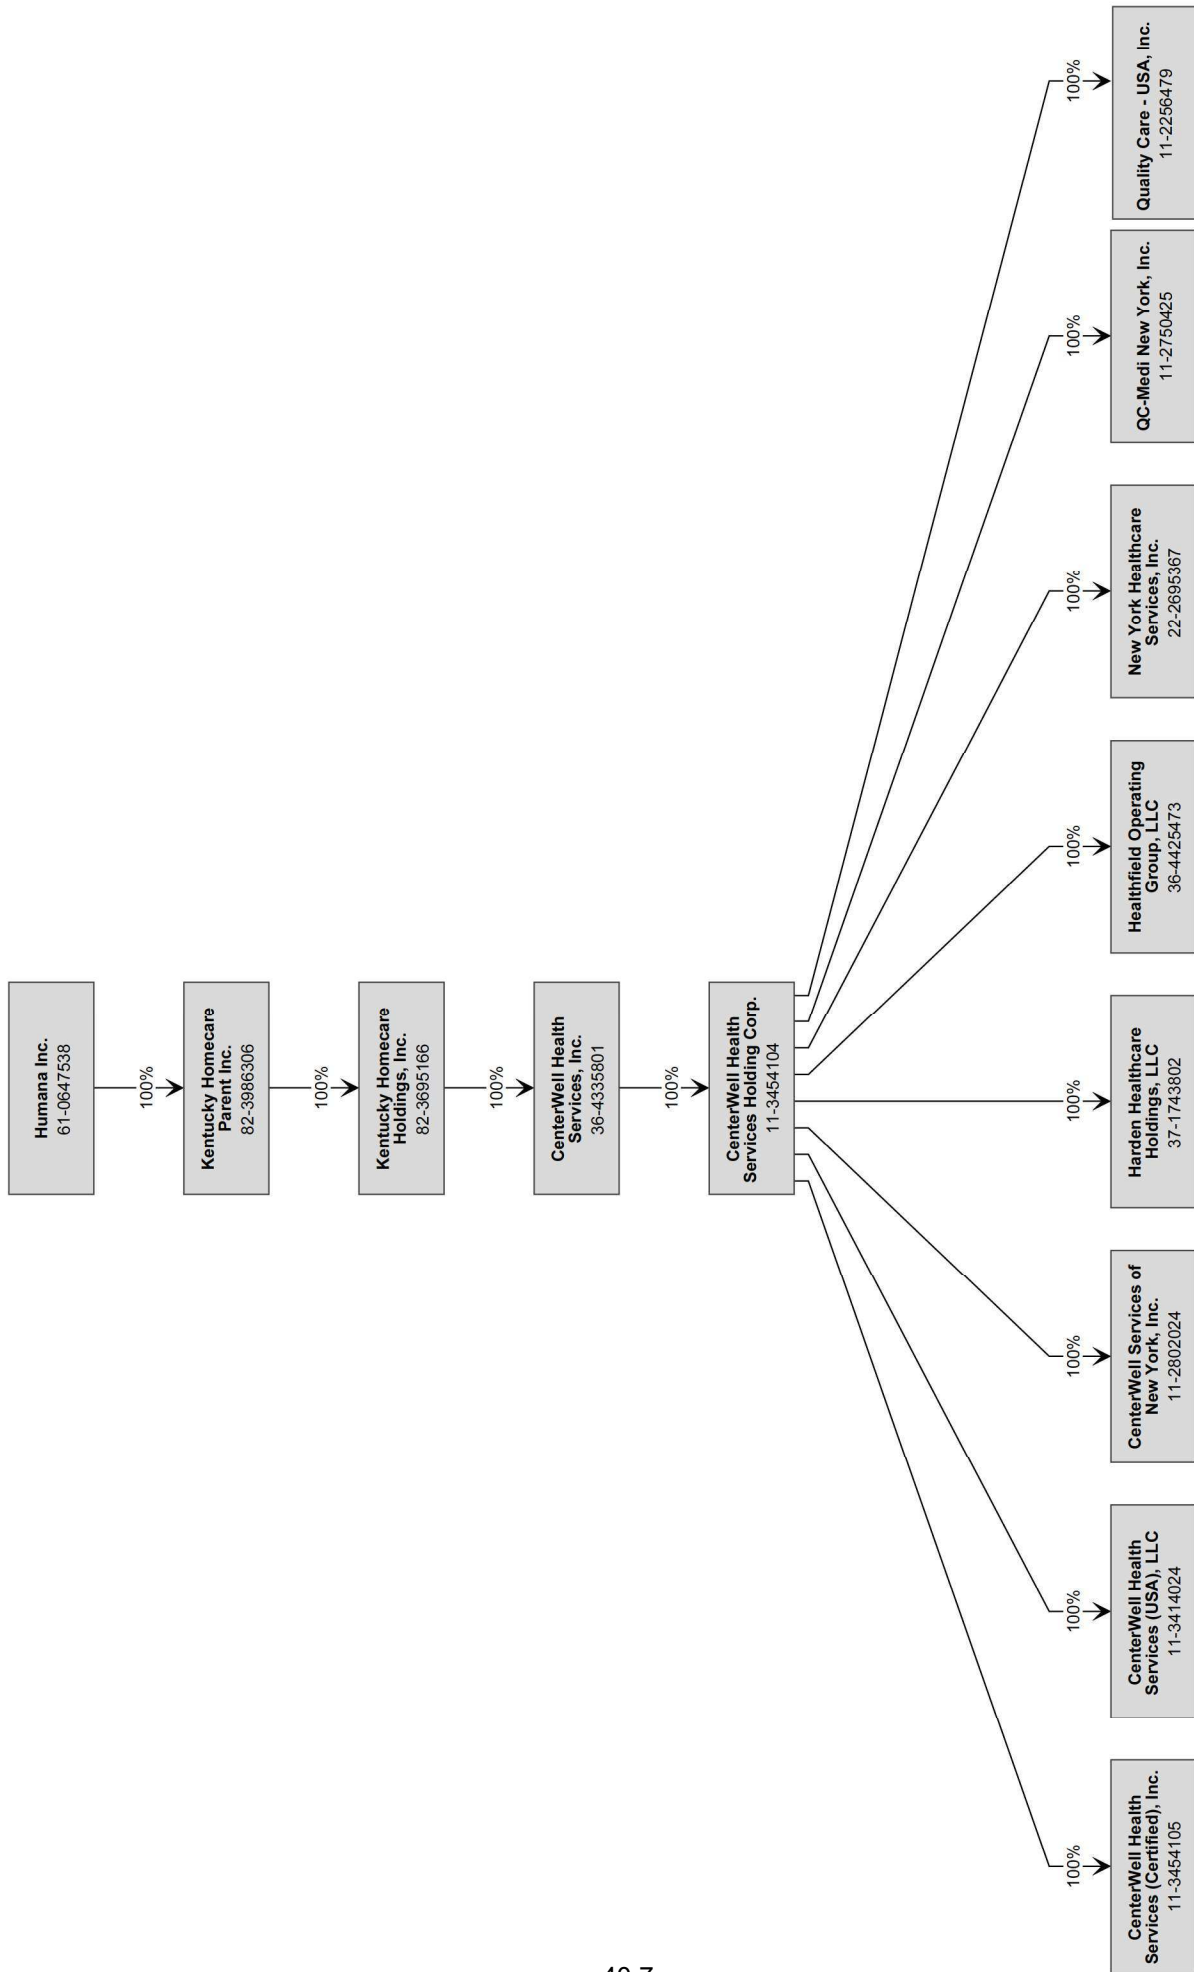 Humana Inc.
61-0647538
100%
Kentucky Homecare
Parent Inc.
82-3986306
100%
Kentucky Homecare
Holdings, Inc.
82-3695166
100%
CenterWell Health
Services, Inc.
36-4335801
100%
CenterWell Health
Services Holding Corp.
11-3454104
100%
100%
100%
100%
100%
100%
100%
100%
CenterWell Health
Services (Certified), Inc.
11-3454105
CenterWell Health
Services (USA), LLC
11-3414024
CenterWell Services of
New York, Inc.
11-2802024
Harden Healthcare
Holdings, LLC
37-1743802
Healthfield Operating
Group, LLC
36-4425473
New York Healthcare
Services, Inc.
22-2695367
QC-Medi New York, Inc.
11-2750425
Quality Care - USA, Inc.
11-2256479